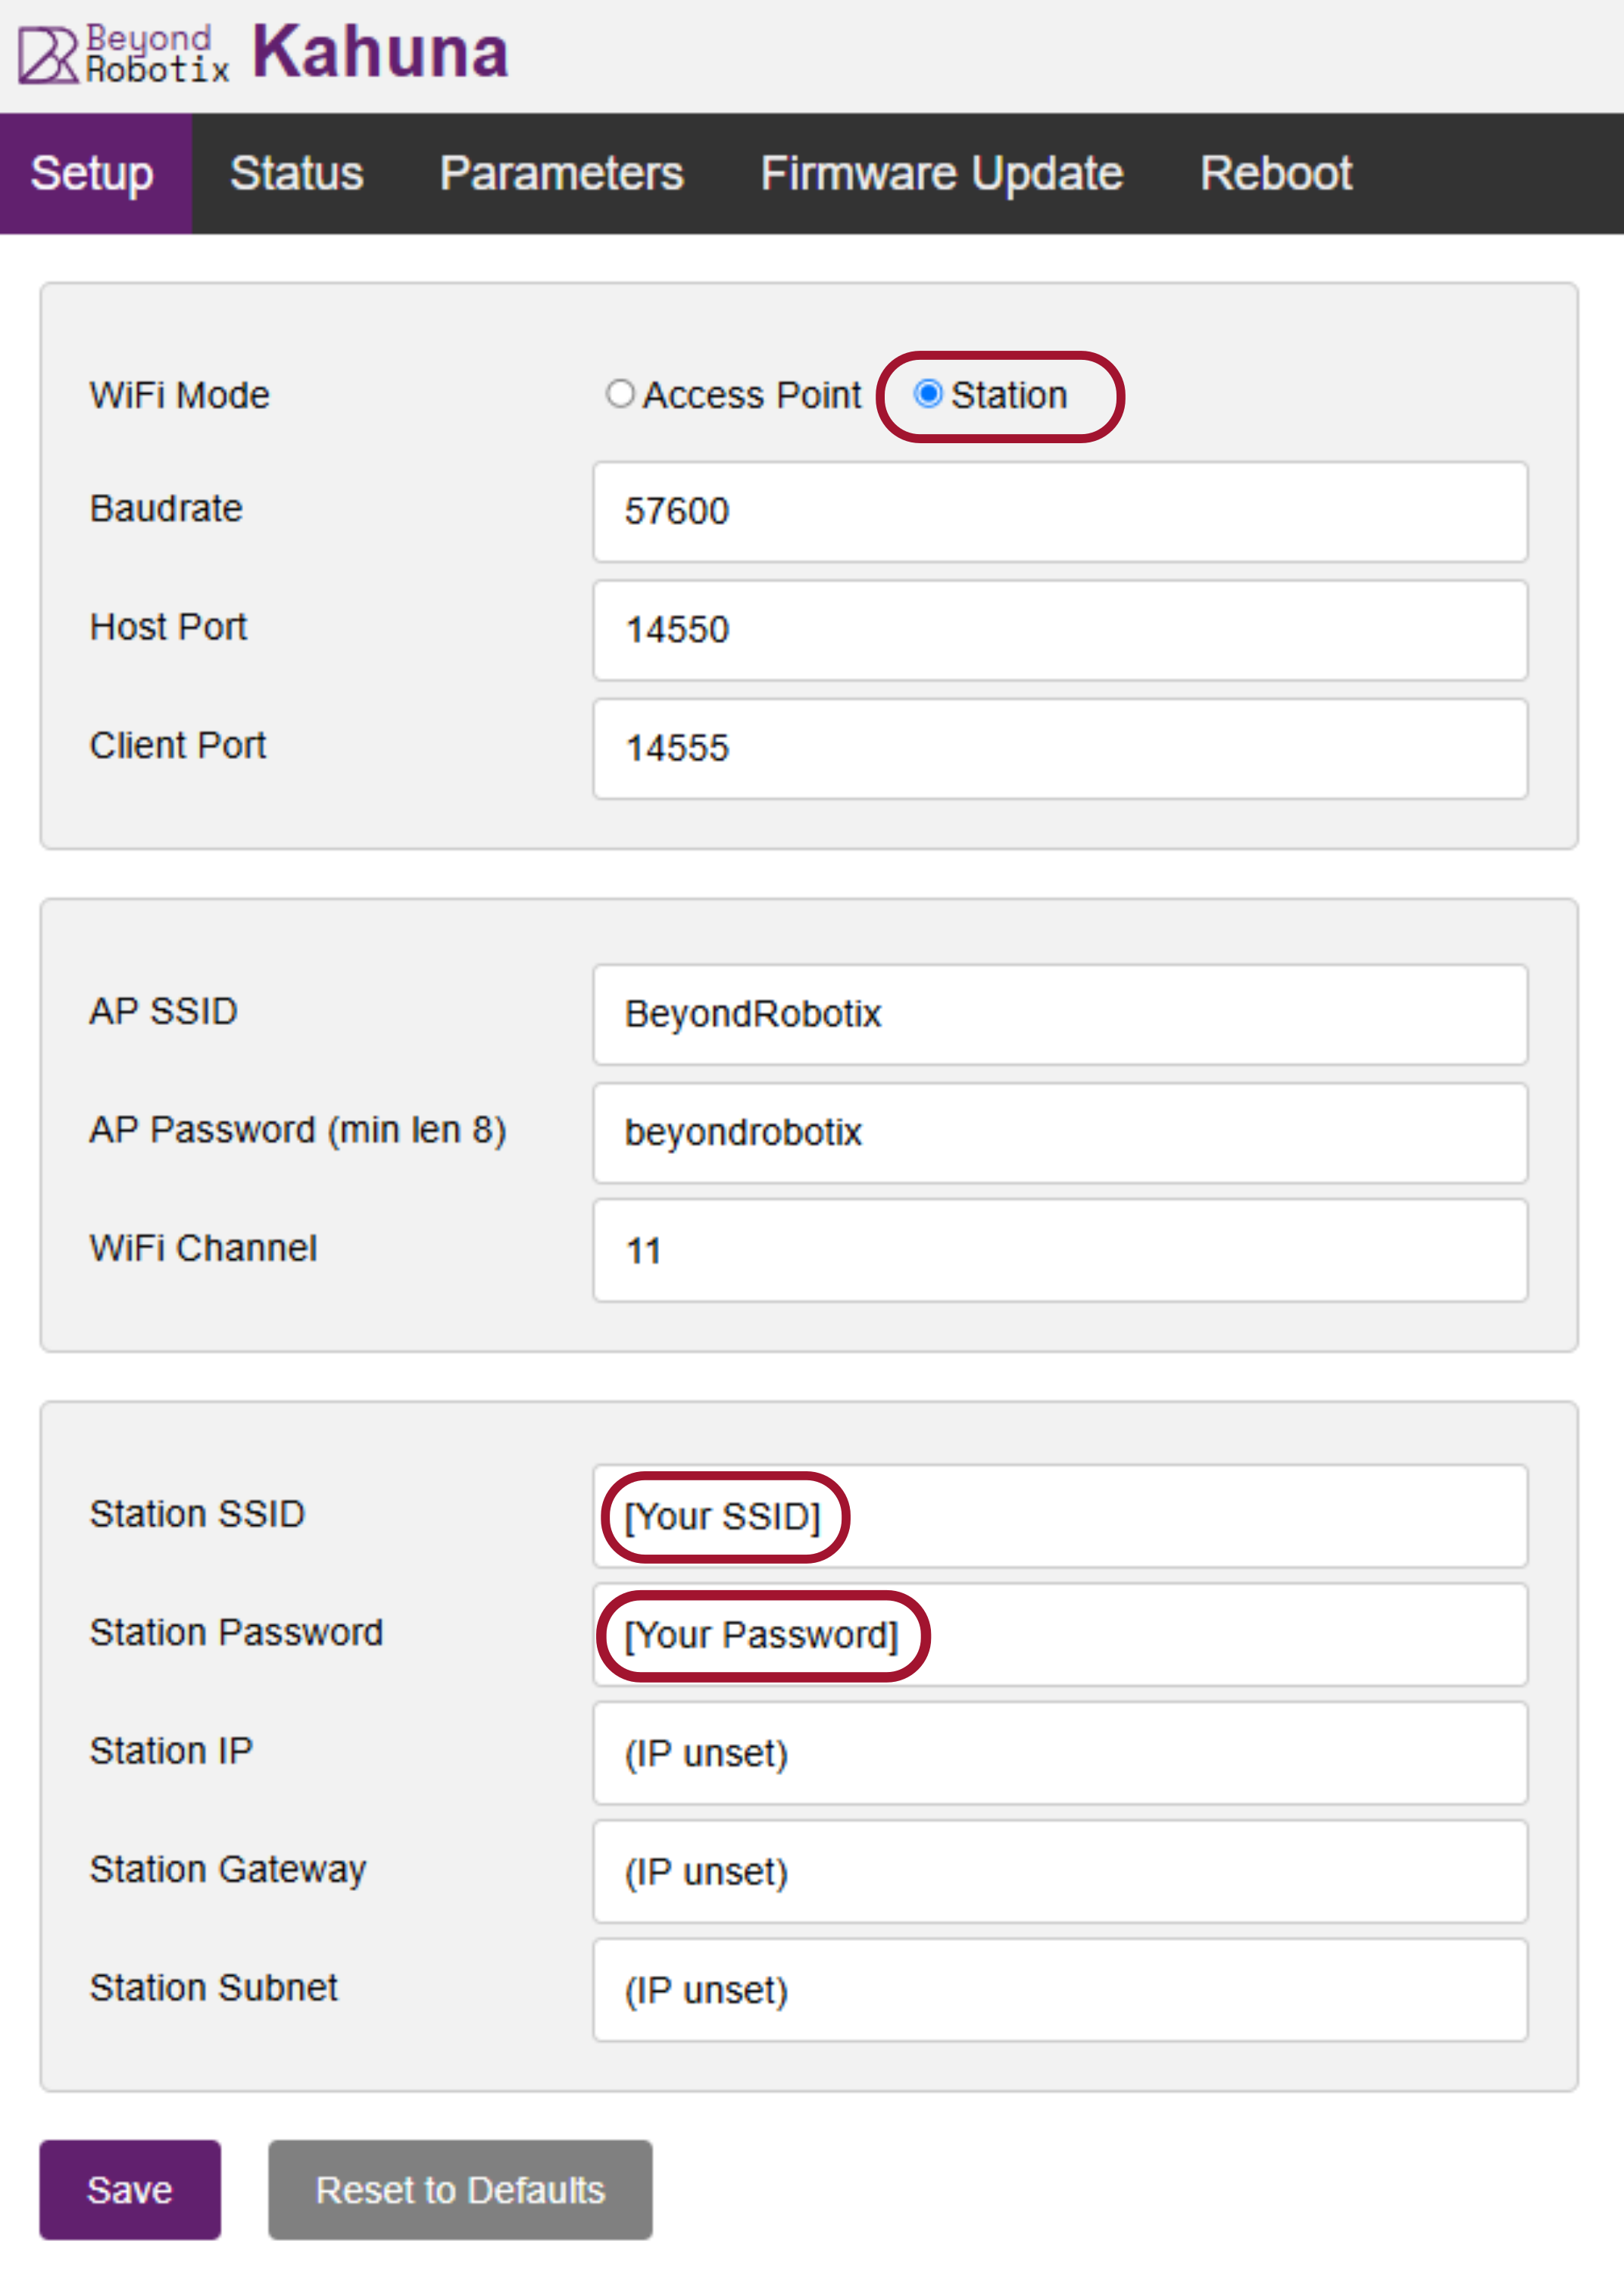 Beyond
Robotix Kahuna
Setup Status Parameters Firmware Update Reboot
WiFi Mode Access Point Station
Baudrate 57600
Host Port 14550
Client Port 14555
AP SSID BeyondRobotix
AP Password (min len 8) beyondrobotix
WiFi Channel 11
Station SSID [Your SSID]
Station Password [Your Password]
Station IP (IP unset)
Station Gateway (IP unset)
Station Subnet (IP unset)
Save Reset to Defaults